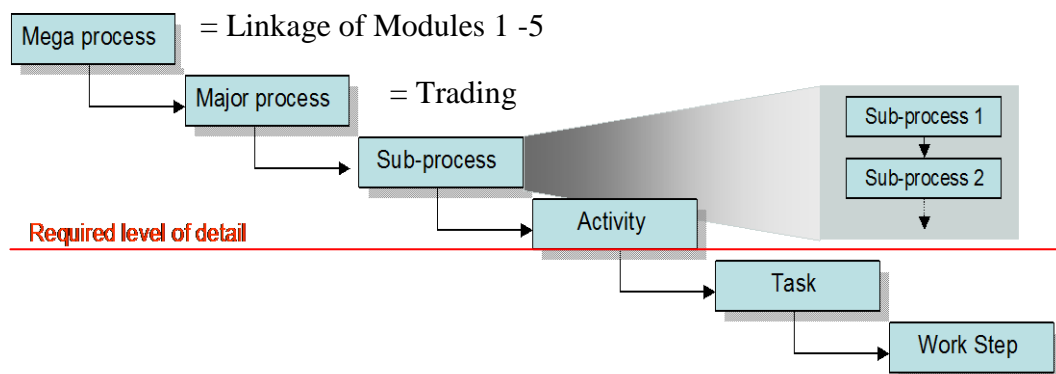 Mega process
= Linkage of Modules 1 -5
Major process
= Trading
Sub-process
Sub-process 1
Sub-process 2
Activity
Required level of detail
Task
Work Step